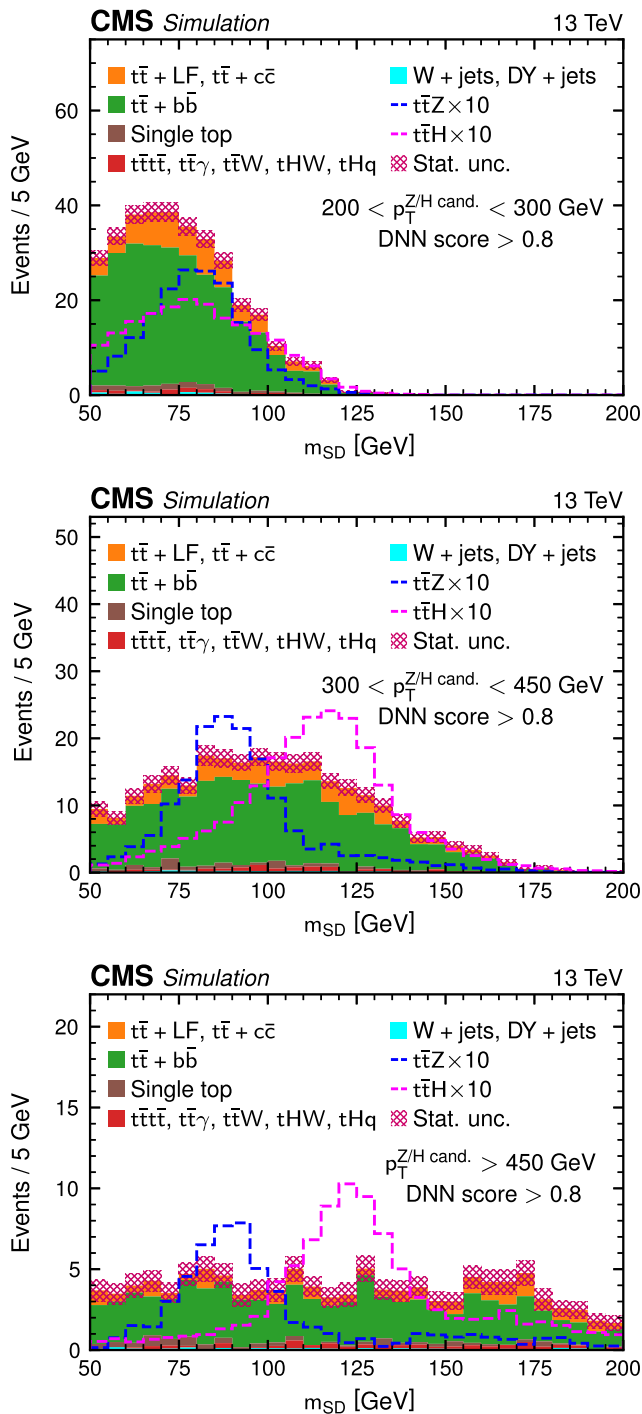 CMS Simulation 13 TeV
tt̄ + LF, tt̄ + cc̄ W + jets, DY + jets
tt̄ + bb̄ tt̄Z×10
Single top tt̄H×10
tt̄tt̄, tt̄γ, tt̄W, tHW, tHq Stat. unc.
200 < p_T^{Z/H cand.} < 300 GeV
DNN score > 0.8
Events / 5 GeV
60
40
20
0
50 75 100 125 150 175 200
m_SD [GeV]
CMS Simulation 13 TeV
tt̄ + LF, tt̄ + cc̄ W + jets, DY + jets
tt̄ + bb̄ tt̄Z×10
Single top tt̄H×10
tt̄tt̄, tt̄γ, tt̄W, tHW, tHq Stat. unc.
300 < p_T^{Z/H cand.} < 450 GeV
DNN score > 0.8
Events / 5 GeV
50
40
30
20
10
0
50 75 100 125 150 175 200
m_SD [GeV]
CMS Simulation 13 TeV
tt̄ + LF, tt̄ + cc̄ W + jets, DY + jets
tt̄ + bb̄ tt̄Z×10
Single top tt̄H×10
tt̄tt̄, tt̄γ, tt̄W, tHW, tHq Stat. unc.
p_T^{Z/H cand.} > 450 GeV
DNN score > 0.8
Events / 5 GeV
20
15
10
5
0
50 75 100 125 150 175 200
m_SD [GeV]